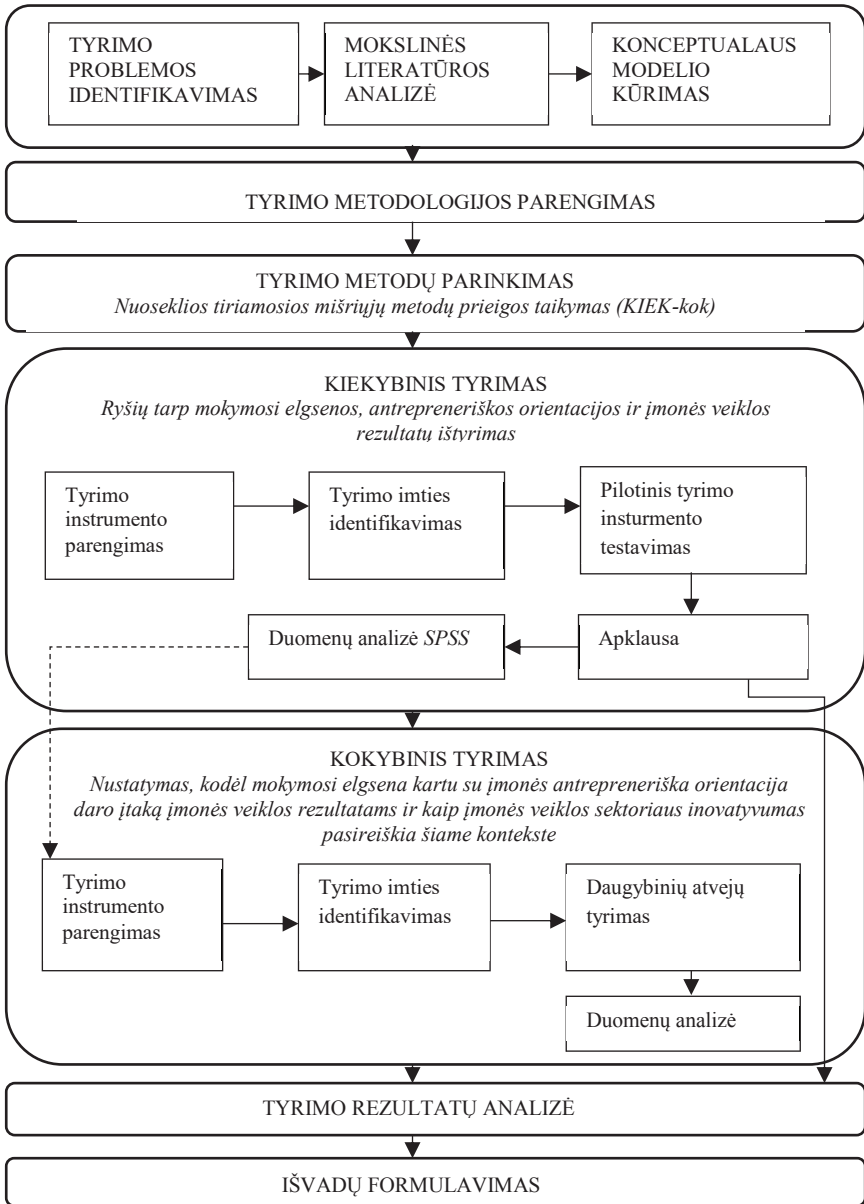 TYRIMO
PROBLEMOS
IDENTIFIKAVIMAS
MOKSLINĖS
LITERATŪROS
ANALIZĖ
KONCEPTUALAUS
MODELIO
KŪRIMAS
TYRIMO METODOLOGIJOS PARENGIMAS
TYRIMO METODŲ PARINKIMAS
Nuoseklios tiriamosios mišriųjų metodų prieigos taikymas (KIEK-kok)
KIEKYBINIS TYRIMAS
Ryšių tarp mokymosi elgsenos, antrepreneriškos orientacijos ir įmonės veiklos
rezultatų ištyrimas
Tyrimo
instrumento
parengimas
Tyrimo imties
identifikavimas
Pilotinis tyrimo
insturmento
testavimas
Duomenų analizė SPSS
Apklausa
KOKYBINIS TYRIMAS
Nustatymas, kodėl mokymosi elgsena kartu su įmonės antrepreneriška orientacija
daro įtaką įmonės veiklos rezultatams ir kaip įmonės veiklos sektoriaus inovatyvumas
pasireiškia šiame kontekste
Tyrimo
instrumento
parengimas
Tyrimo imties
identifikavimas
Daugybinių atvejų
tyrimas
Duomenų analizė
TYRIMO REZULTATŲ ANALIZĖ
IŠVADŲ FORMULAVIMAS